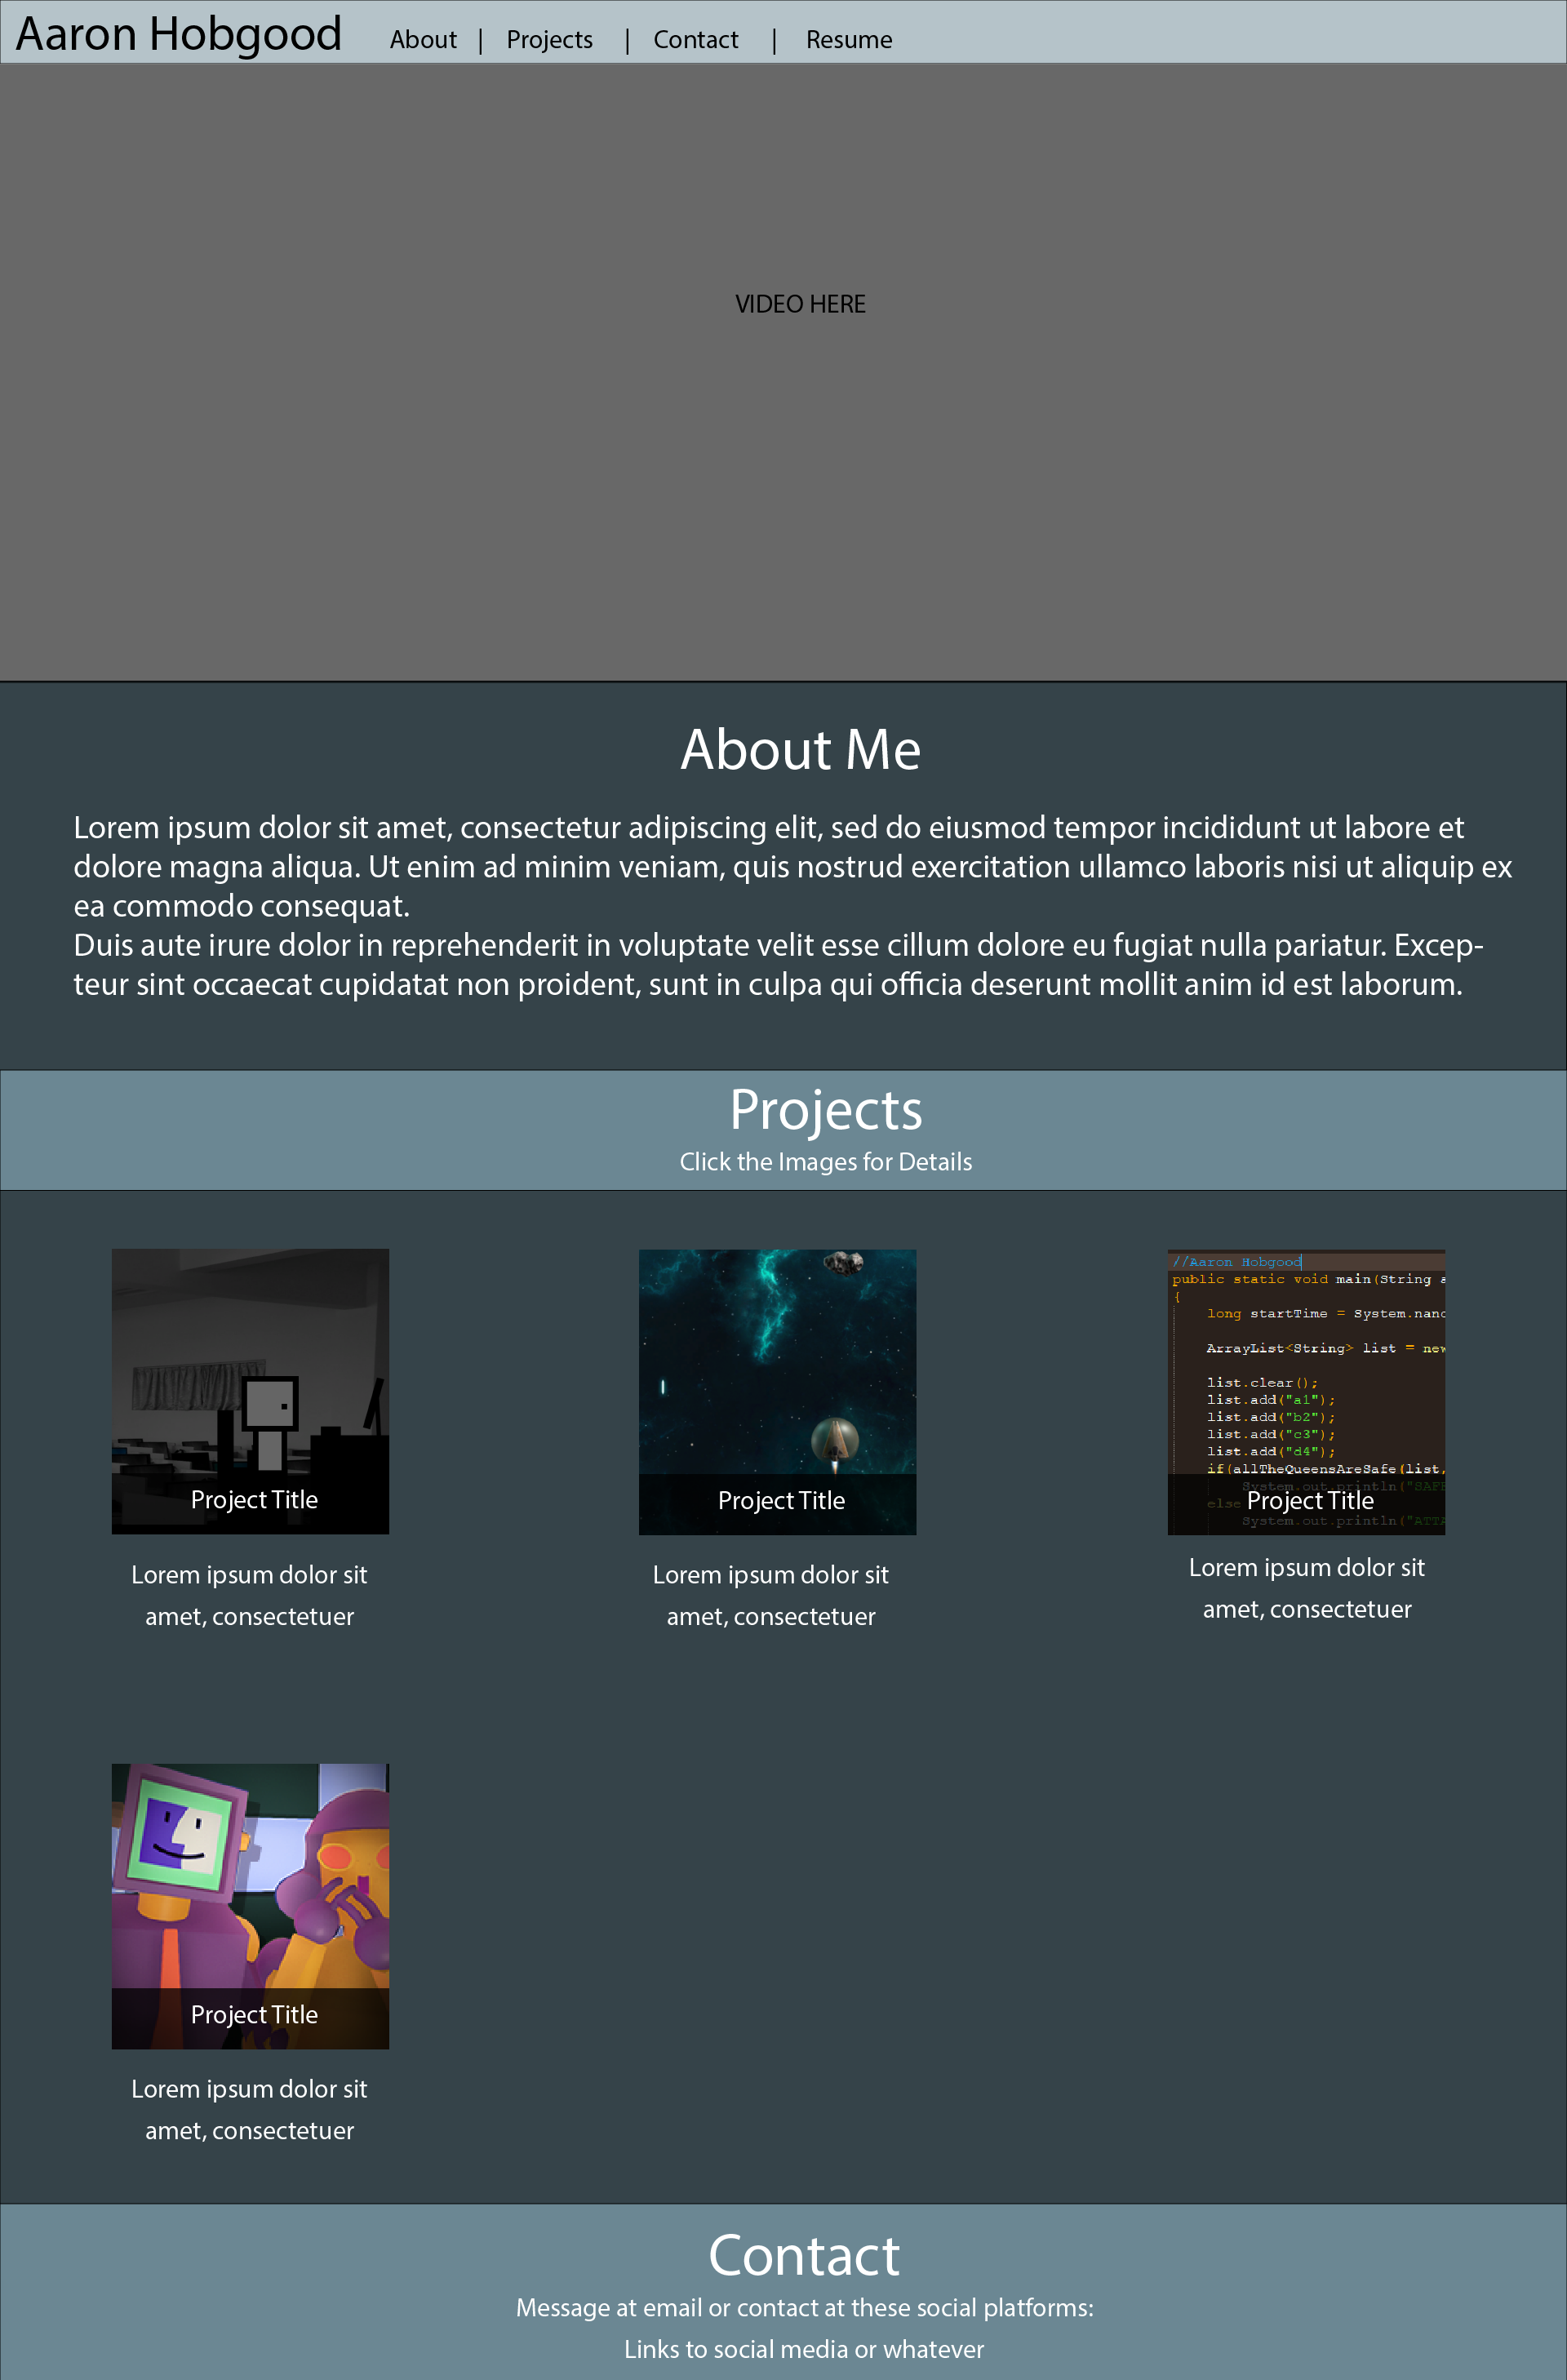 Aaron Hobgood
About | Projects | Contact | Resume
VIDEO HERE
About Me
Lorem ipsum dolor sit amet, consectetur adipiscing elit, sed do eiusmod tempor incididunt ut labore et
dolore magna aliqua. Ut enim ad minim veniam, quis nostrud exercitation ullamco laboris nisi ut aliquip ex
ea commodo consequat.
Duis aute irure dolor in reprehenderit in voluptate velit esse cillum dolore eu fugiat nulla pariatur. Excep-
teur sint occaecat cupidatat non proident, sunt in culpa qui officia deserunt mollit anim id est laborum.
Projects
Click the Images for Details
Project Title
Lorem ipsum dolor sit
amet, consectetuer
Project Title
Lorem ipsum dolor sit
amet, consectetuer
//Aaron Hobgood
public static void main(String a
{
long startTime = System.nano
ArrayList<String> list = new
list.clear();
list.add("a1");
list.add("b2");
list.add("c3");
list.add("d4");
if(allTheQueensAreSafe(list,
System.out.println("SAFE
else
System.out.println("ATTA
Project Title
Lorem ipsum dolor sit
amet, consectetuer
Project Title
Lorem ipsum dolor sit
amet, consectetuer
Contact
Message at email or contact at these social platforms:
Links to social media or whatever